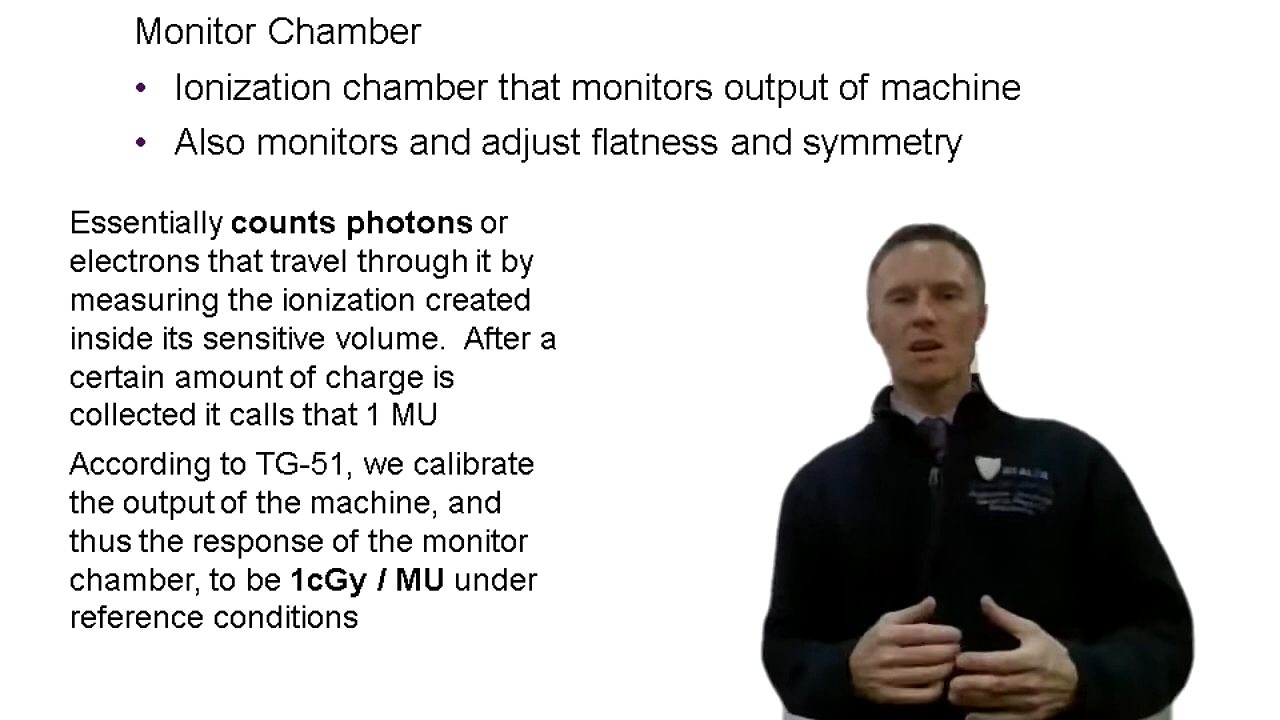 Monitor Chamber
• Ionization chamber that monitors output of machine
• Also monitors and adjust flatness and symmetry
Essentially counts photons or
electrons that travel through it by
measuring the ionization created
inside its sensitive volume.  After a
certain amount of charge is
collected it calls that 1 MU
According to TG-51, we calibrate
the output of the machine, and
thus the response of the monitor
chamber, to be 1cGy / MU under
reference conditions